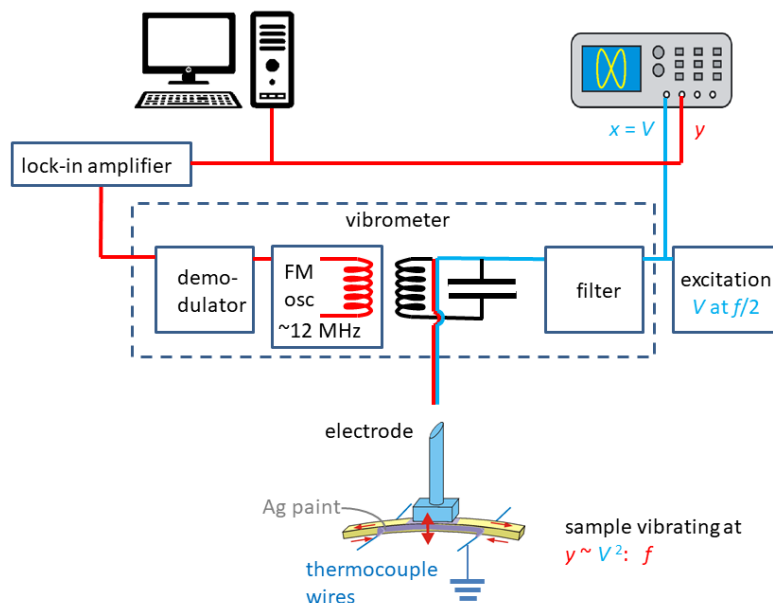 x = V
y
lock-in amplifier
vibrometer
demo-
dulator
FM
osc
~12 MHz
filter
excitation
V at f/2
electrode
Ag paint
thermocouple
wires
sample vibrating at
y ~ V ²: f